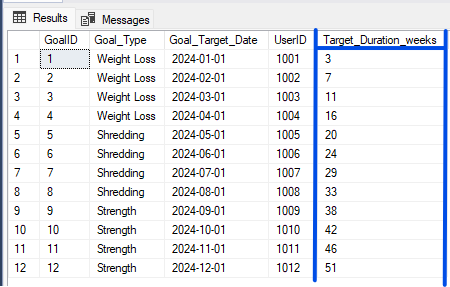 Results Messages
GoalID Goal_Type Goal_Target_Date UserID Target_Duration_weeks
1 1 Weight Loss 2024-01-01 1001 3
2 2 Weight Loss 2024-02-01 1002 7
3 3 Weight Loss 2024-03-01 1003 11
4 4 Weight Loss 2024-04-01 1004 16
5 5 Shredding 2024-05-01 1005 20
6 6 Shredding 2024-06-01 1006 24
7 7 Shredding 2024-07-01 1007 29
8 8 Shredding 2024-08-01 1008 33
9 9 Strength 2024-09-01 1009 38
10 10 Strength 2024-10-01 1010 42
11 11 Strength 2024-11-01 1011 46
12 12 Strength 2024-12-01 1012 51